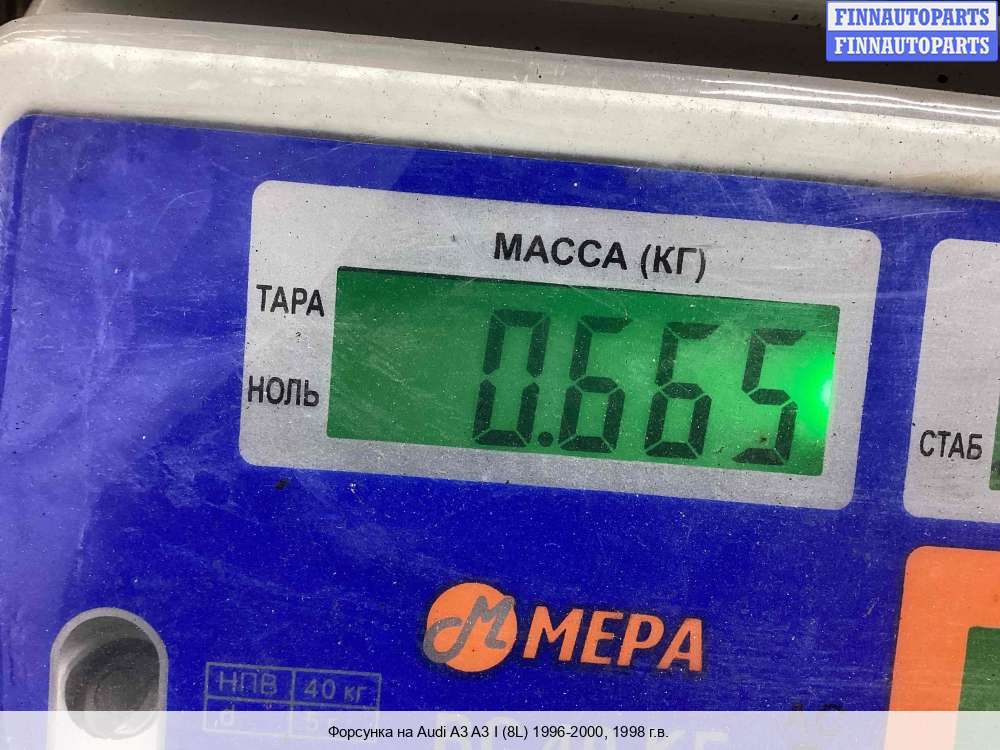 FINNAUTOPARTS
FINNAUTOPARTS
МАССА (КГ)
ТАРА
0.665
НОЛЬ
СТАБ
М МЕРА
НПВ 40 кг
d 5 г
Форсунка на Audi A3 A3 I (8L) 1996-2000, 1998 г.в.